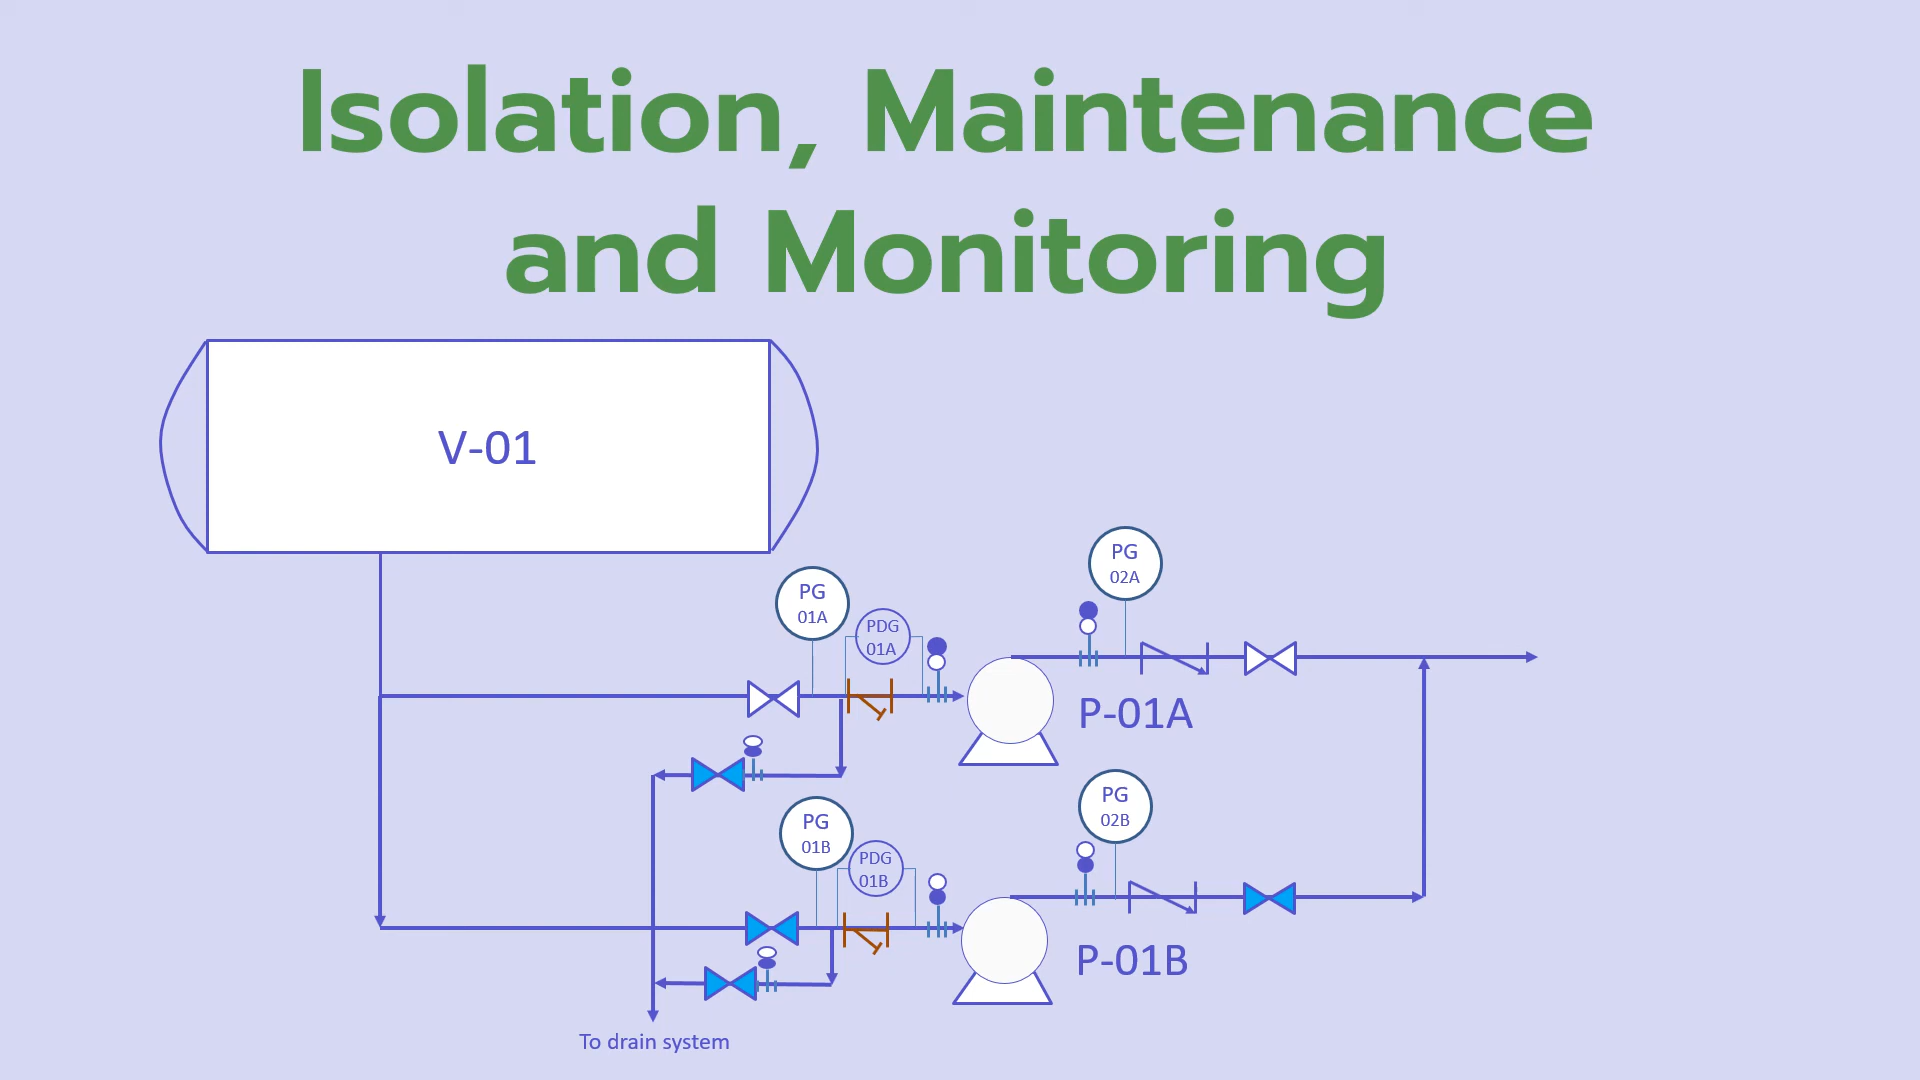 Isolation, Maintenance
and Monitoring
V-01
PG
02A
PG
01A
PDG
01A
P-01A
PG
02B
PG
01B
PDG
01B
P-01B
To drain system